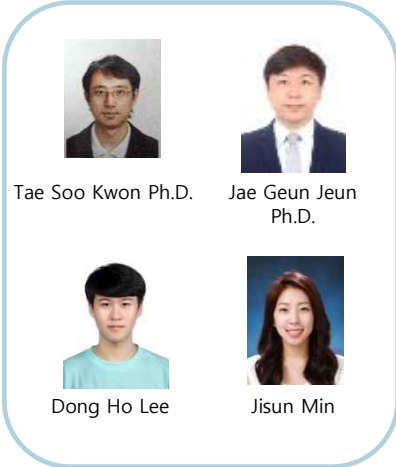 Tae Soo Kwon Ph.D.
Jae Geun Jeun
Ph.D.
Dong Ho Lee
Jisun Min